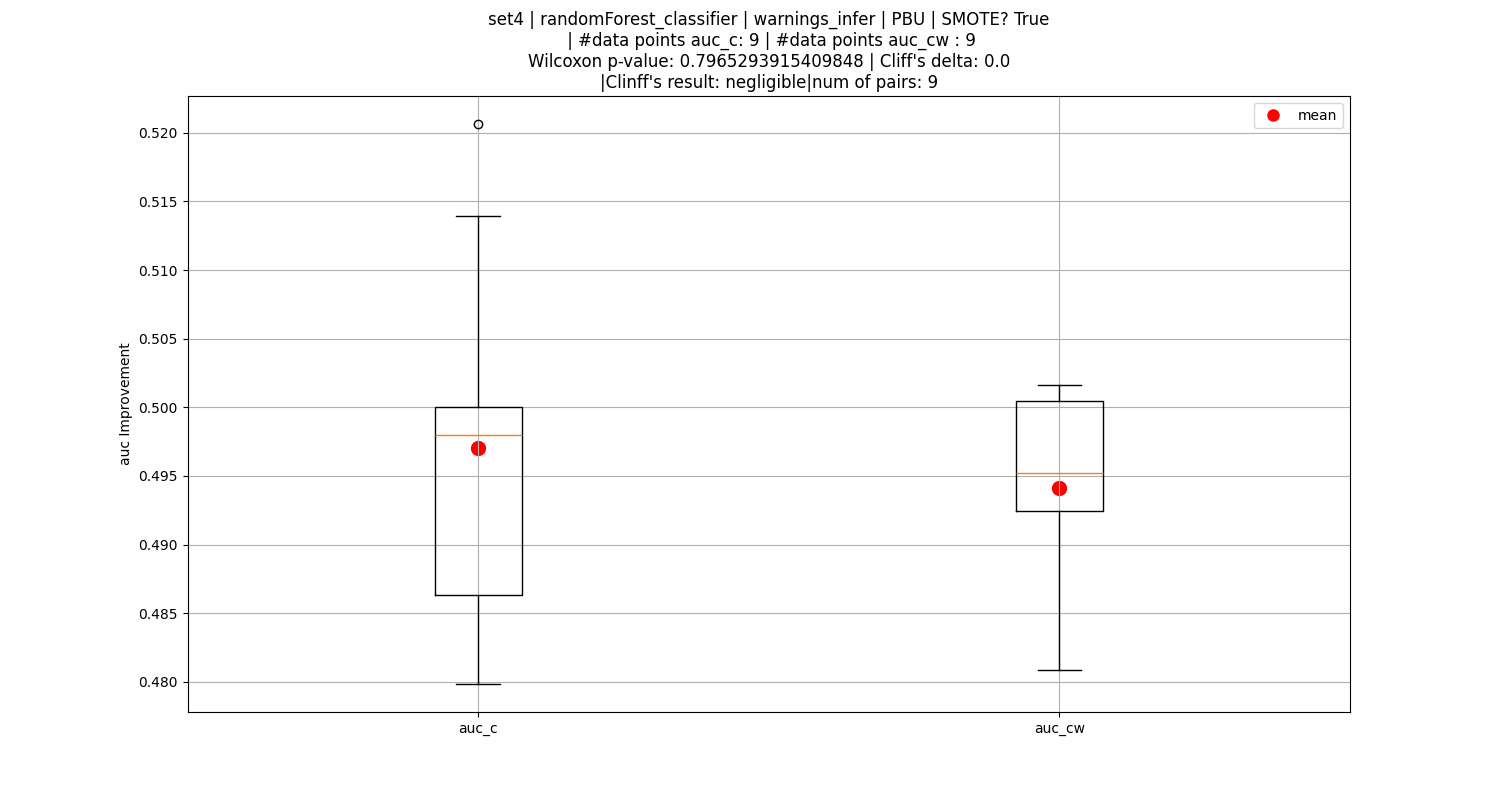 set4 | randomForest_classifier | warnings_infer | PBU | SMOTE? True
| #data points auc_c: 9 | #data points auc_cw : 9
Wilcoxon p-value: 0.7965293915409848 | Cliff's delta: 0.0
|Clinff's result: negligible|num of pairs: 9
mean
0.520
0.515
0.510
0.505
0.500
0.495
0.490
0.485
0.480
auc Improvement
auc_c
auc_cw